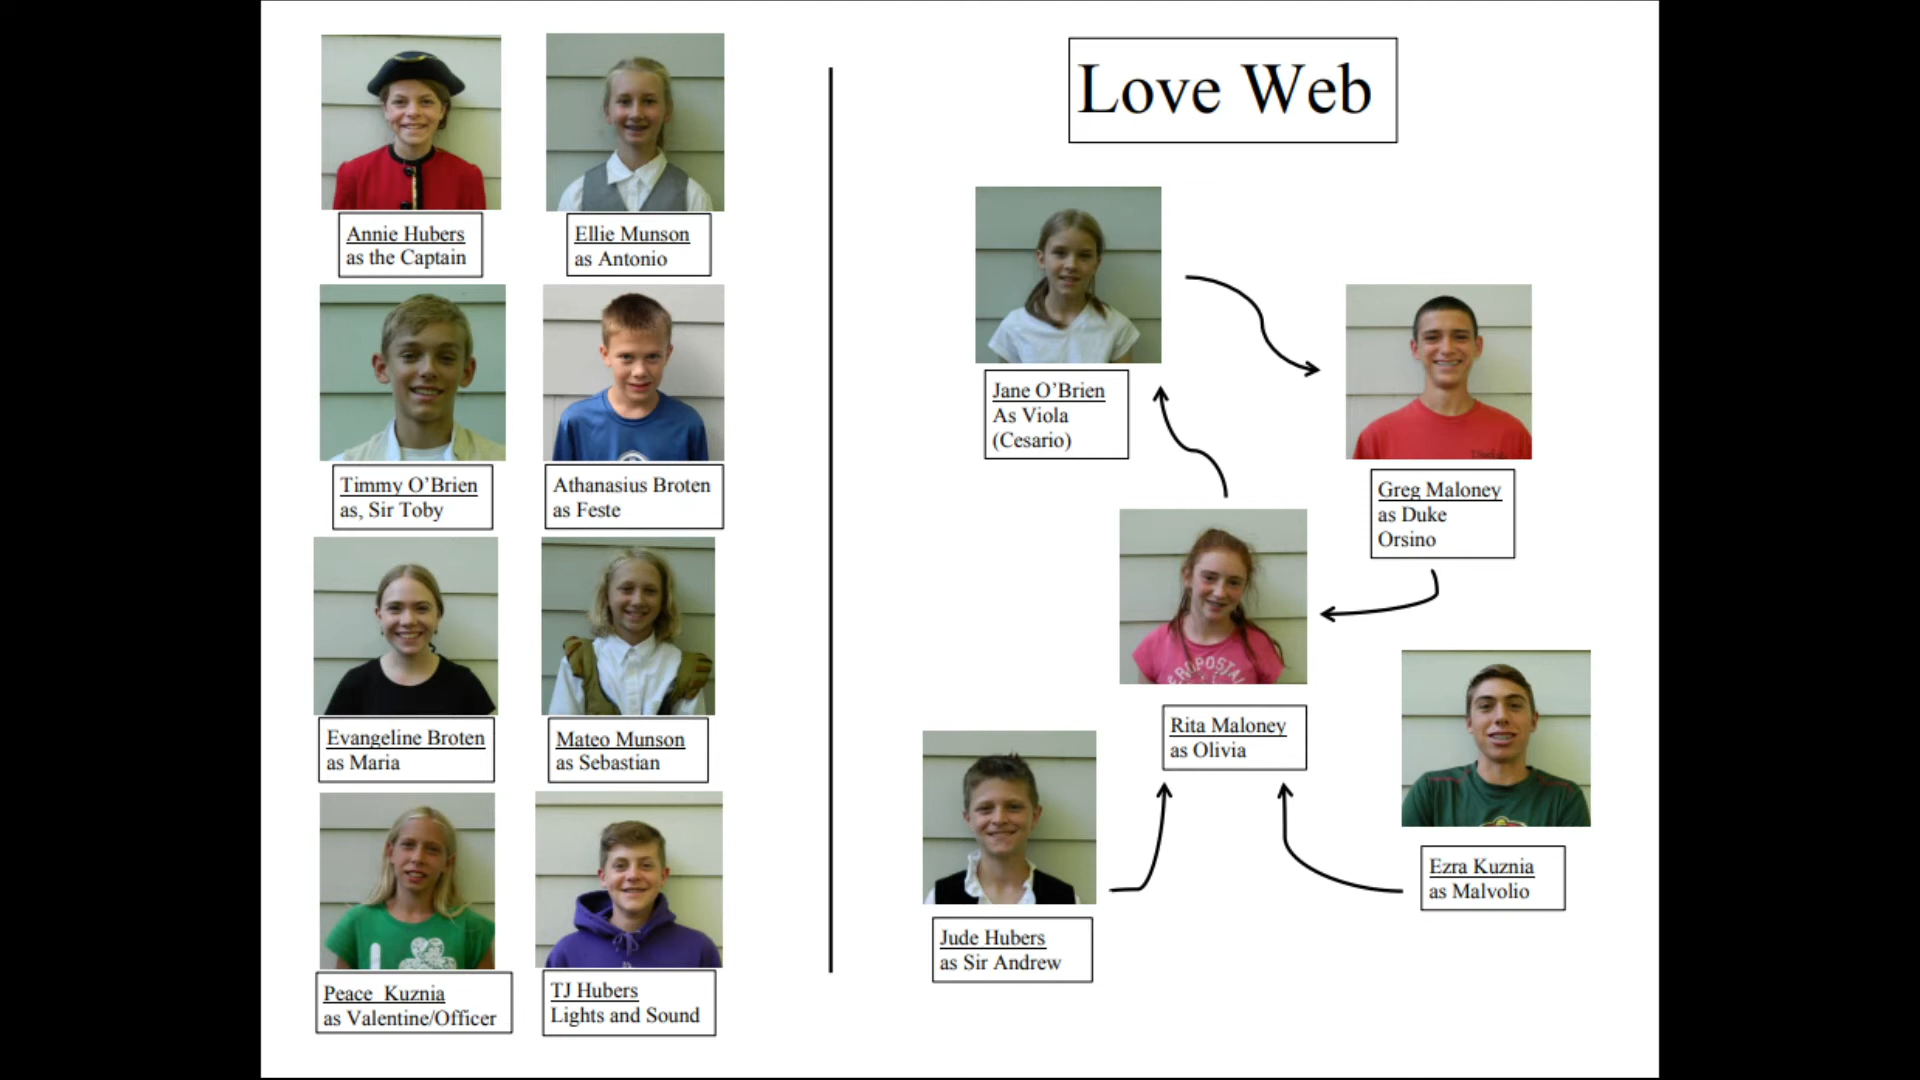 Annie Hubers
as the Captain
Ellie Munson
as Antonio
Timmy O'Brien
as, Sir Toby
Athanasius Broten
as Feste
Evangeline Broten
as Maria
Mateo Munson
as Sebastian
Peace Kuznia
as Valentine/Officer
TJ Hubers
Lights and Sound
Love Web
Jane O'Brien
As Viola
(Cesario)
Greg Maloney
as Duke
Orsino
Rita Maloney
as Olivia
Ezra Kuznia
as Malvolio
Jude Hubers
as Sir Andrew